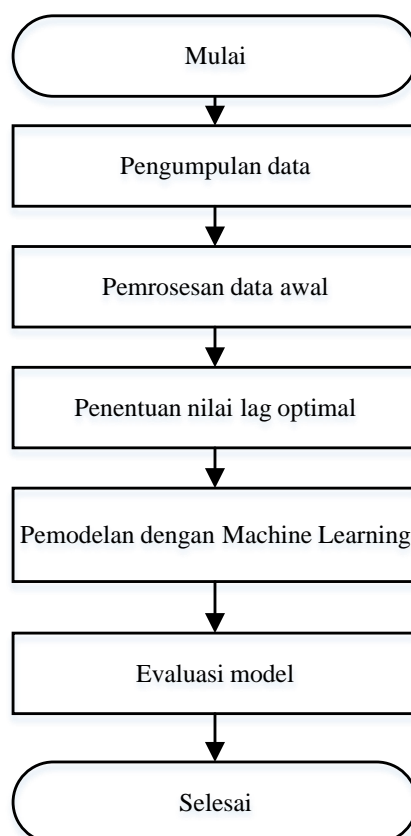 Mulai
Pengumpulan data
Pemrosesan data awal
Penentuan nilai lag optimal
Pemodelan dengan Machine Learning
Evaluasi model
Selesai